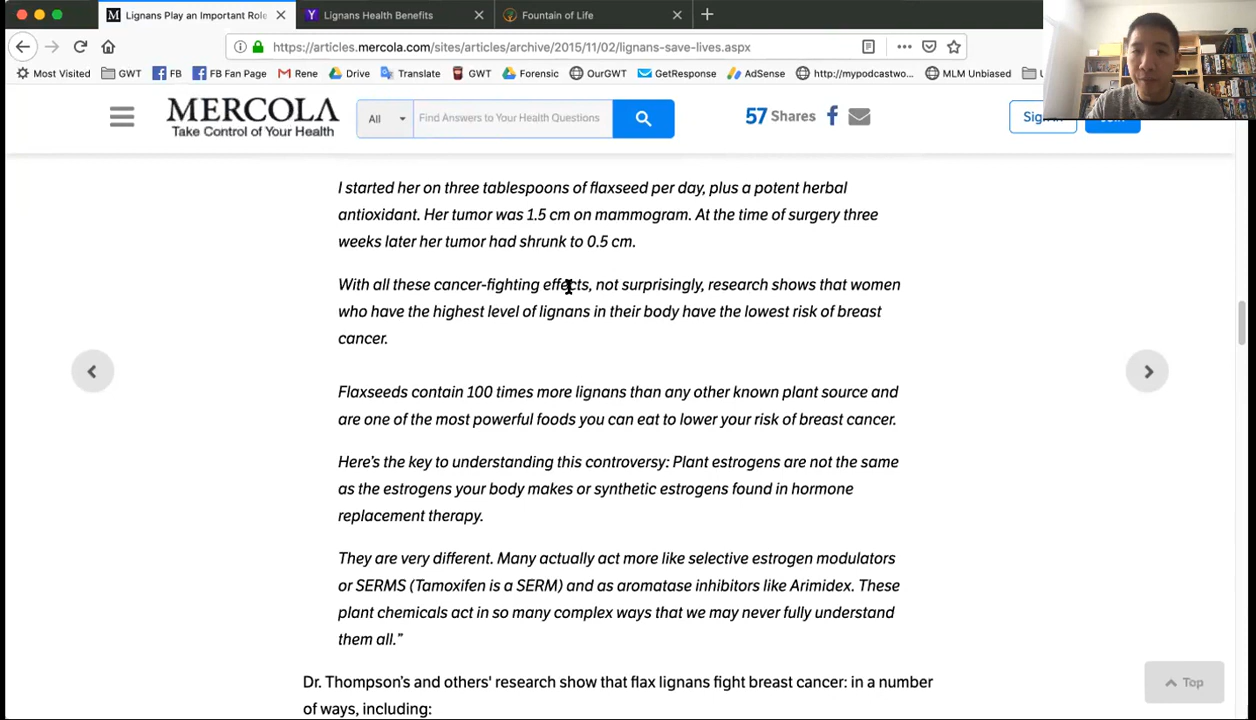 Lignans Play an Important Role
Lignans Health Benefits
Fountain of Life
https://articles.mercola.com/sites/articles/archive/2015/11/02/lignans-save-lives.aspx
Most Visited GWT FB FB Fan Page Rene Drive Translate GWT Forensic OurGWT GetResponse AdSense http://mypodcastwo... MLM Unbiased
MERCOLA
Take Control of Your Health
All
Find Answers to Your Health Questions
57 Shares
I started her on three tablespoons of flaxseed per day, plus a potent herbal
antioxidant. Her tumor was 1.5 cm on mammogram. At the time of surgery three
weeks later her tumor had shrunk to 0.5 cm.
With all these cancer-fighting effects, not surprisingly, research shows that women
who have the highest level of lignans in their body have the lowest risk of breast
cancer.
Flaxseeds contain 100 times more lignans than any other known plant source and
are one of the most powerful foods you can eat to lower your risk of breast cancer.
Here's the key to understanding this controversy: Plant estrogens are not the same
as the estrogens your body makes or synthetic estrogens found in hormone
replacement therapy.
They are very different. Many actually act more like selective estrogen modulators
or SERMS (Tamoxifen is a SERM) and as aromatase inhibitors like Arimidex. These
plant chemicals act in so many complex ways that we may never fully understand
them all.”
Top
Dr. Thompson's and others' research show that flax lignans fight breast cancer: in a number
of ways, including: